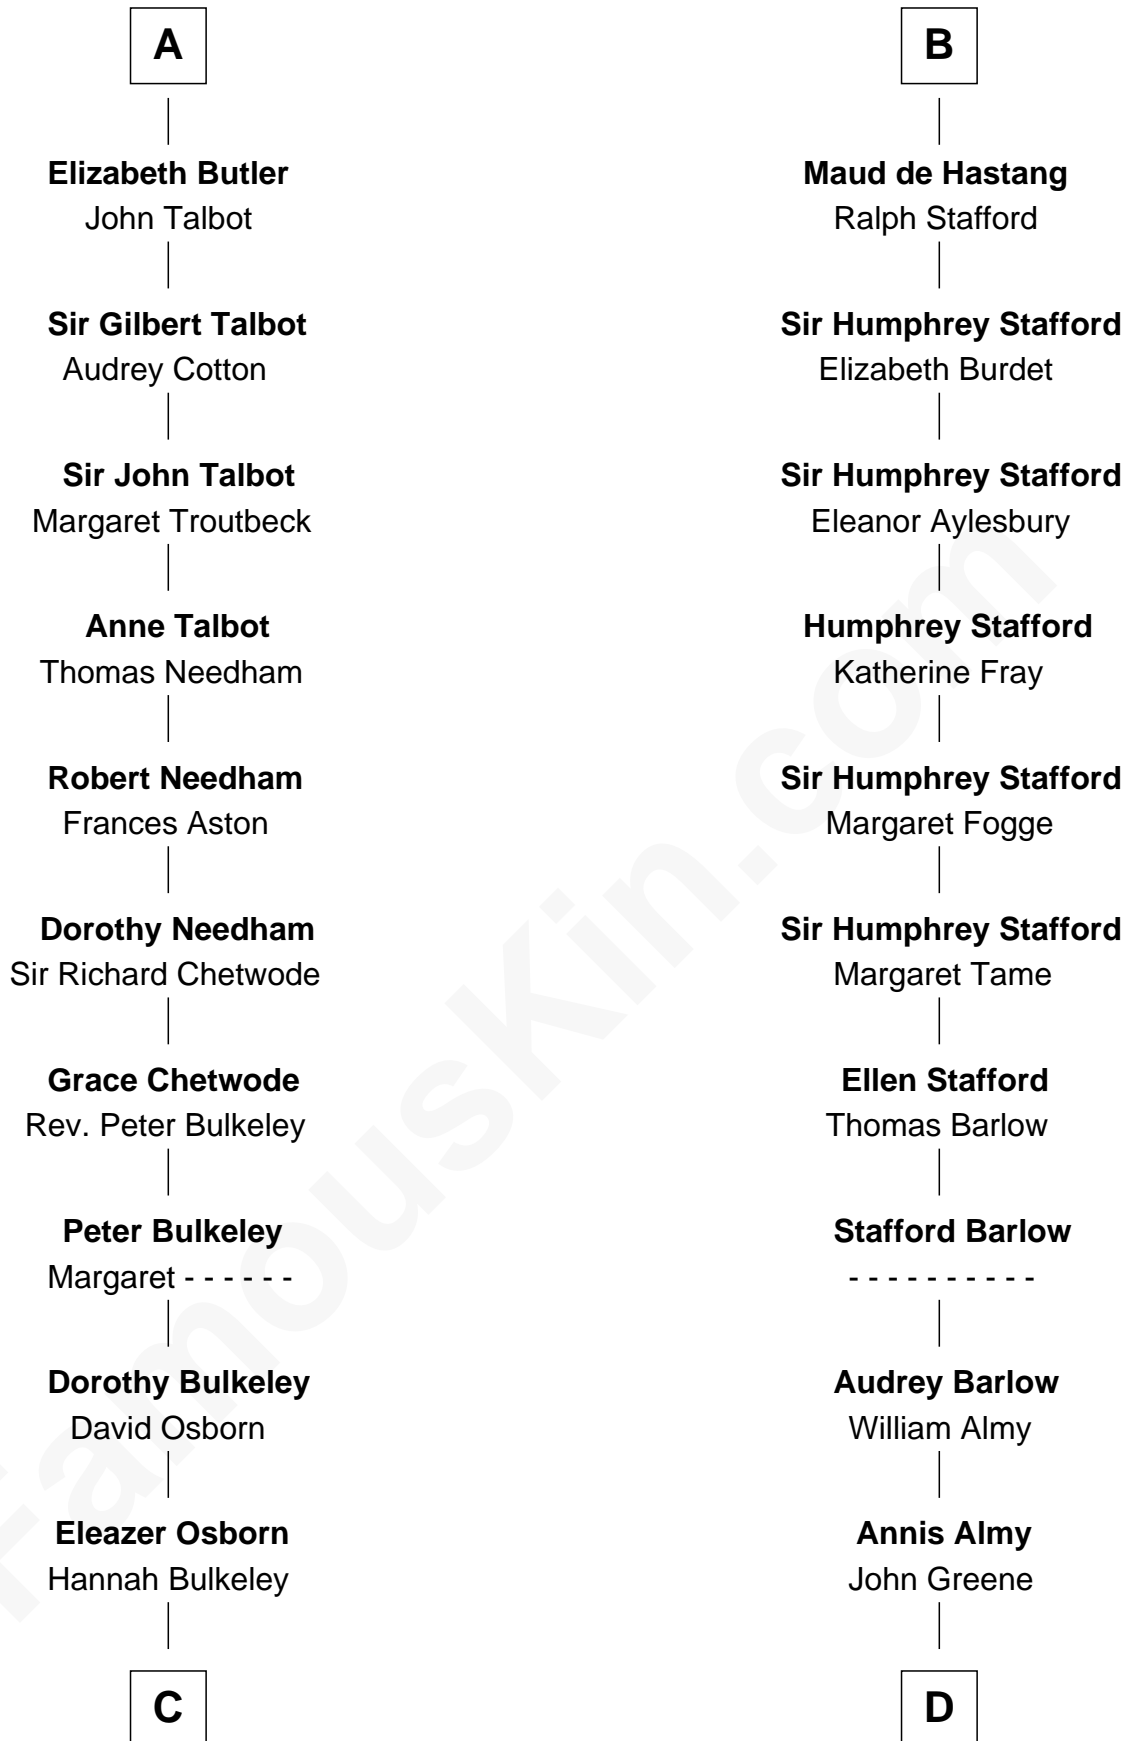 A
Elizabeth Butler
John Talbot
Sir Gilbert Talbot
Audrey Cotton
Sir John Talbot
Margaret Troutbeck
Anne Talbot
Thomas Needham
Robert Needham
Frances Aston
Dorothy Needham
Sir Richard Chetwode
Grace Chetwode
Rev. Peter Bulkeley
Peter Bulkeley
Margaret - - - - - -
Dorothy Bulkeley
David Osborn
Eleazer Osborn
Hannah Bulkeley
C
B
Maud de Hastang
Ralph Stafford
Sir Humphrey Stafford
Elizabeth Burdet
Sir Humphrey Stafford
Eleanor Aylesbury
Humphrey Stafford
Katherine Fray
Sir Humphrey Stafford
Margaret Fogge
Sir Humphrey Stafford
Margaret Tame
Ellen Stafford
Thomas Barlow
Stafford Barlow
- - - - - - - - - -
Audrey Barlow
William Almy
Annis Almy
John Greene
D
FamousKin.com